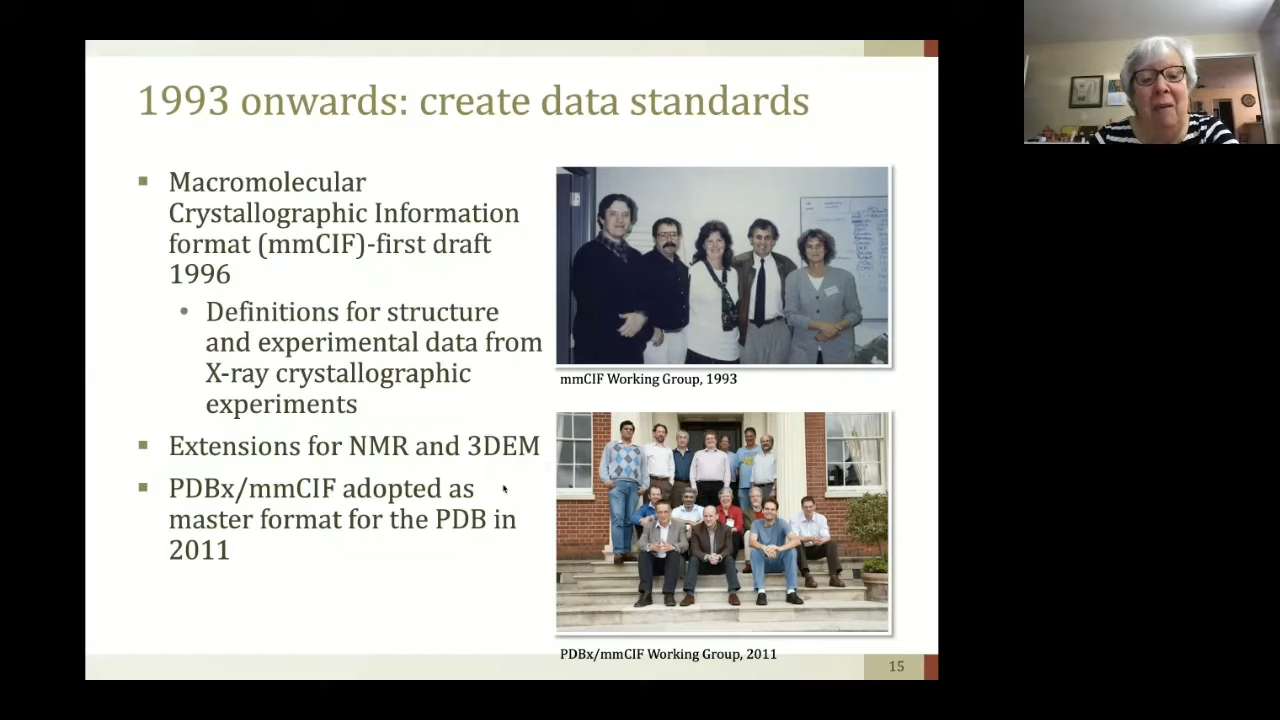 1993 onwards: create data standards
▪ Macromolecular
Crystallographic Information
format (mmCIF)-first draft
1996
• Definitions for structure
and experimental data from
X-ray crystallographic
experiments
▪ Extensions for NMR and 3DEM
▪ PDBx/mmCIF adopted as
master format for the PDB in
2011
mmCIF Working Group, 1993
PDBx/mmCIF Working Group, 2011
15